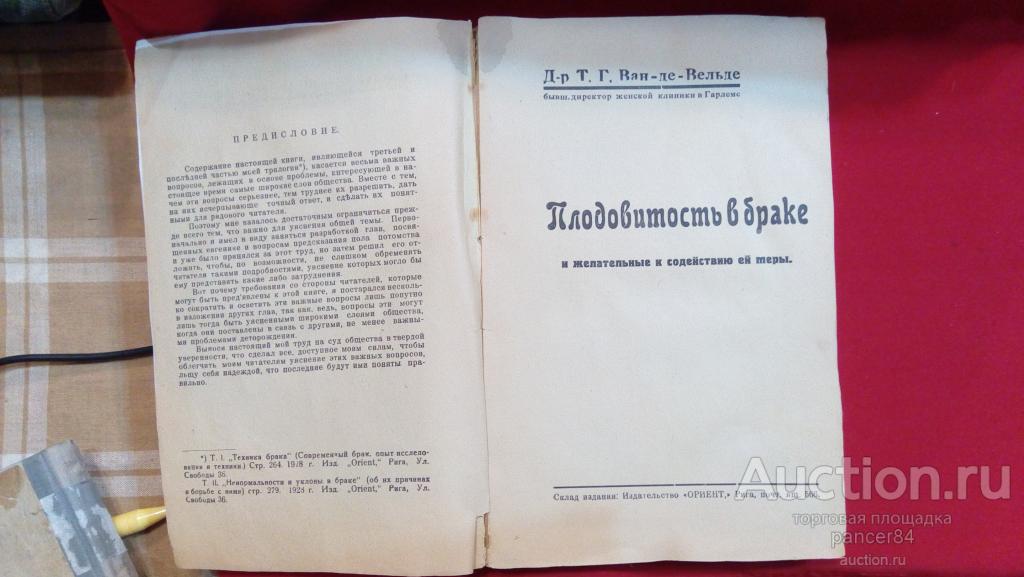 ПРЕДИСЛОВИЕ.
Содержание настоящей книги, являющейся третьей и
последней частью моей трилогии*), касается весьма важных
вопросов, лежащих в основе проблемы, интересующей в на-
стоящее время самые широкие слои общества. Вместе с тем,
чем эти вопросы серьезнее, тем труднее их разрешить, дать
на них исчерпывающе точный ответ, и сделать их понят-
ными для рядового читателя.
Поэтому мне казалось достаточным ограничиться преж-
де всего тем, что важно для уяснения общей темы. Перво-
начально я имел в виду заняться разработкой глав, посвя-
щенных евгенике и вопросам предсказания пола потомства
и уже было принялся за этот труд, но затем решил его от-
ложить, чтобы, по возможности, не слишком обременять
читателя такими подробностями, уяснение которых могло бы
ему представить какие либо затруднения.
Вот почему требования со стороны читателей, которые
могут быть предъявлены к этой книге, я постарался несколь-
ко сократить и осветить эти важные вопросы лишь попутно
в изложении других глав, так как, ведь, вопросы эти могут
лишь тогда быть уясненными широкими слоями общества,
когда они поставлены в связь с другими, не менее важны-
ми проблемами деторождения.
Вынося настоящий мой труд на суд общества в твердой
уверенности, что сделал все, доступное моим силам, чтобы
облегчить моим читателям уяснение этих важных вопросов,
льщу себя надеждой, что последние будут ими поняты пра-
вильно.
*) Т. I. „Техника брака" (Современный брак, опыт исследо-
вания и техники) Стр. 264. 1928 г. Изд. „Orient," Рига, Ул.
Свободы 36.
Т. II. „Ненормальности и уклоны в браке" (об их причинах
и борьбе с ними) стр. 279. 1928 г. Изд. „Orient," Рига, Ул.
Свободы 36.
Д-р Т. Г. Ван-де-Вельде
бывш. директор женской клиники в Гарлеме
Плодовитость в браке
и желательные к содействию ей меры.
Склад издания: Издательство «ОРИЕНТ,» Рига, почт. ящ. 560.
Auction.ru
торговая площадка
pancer84
auction.ru